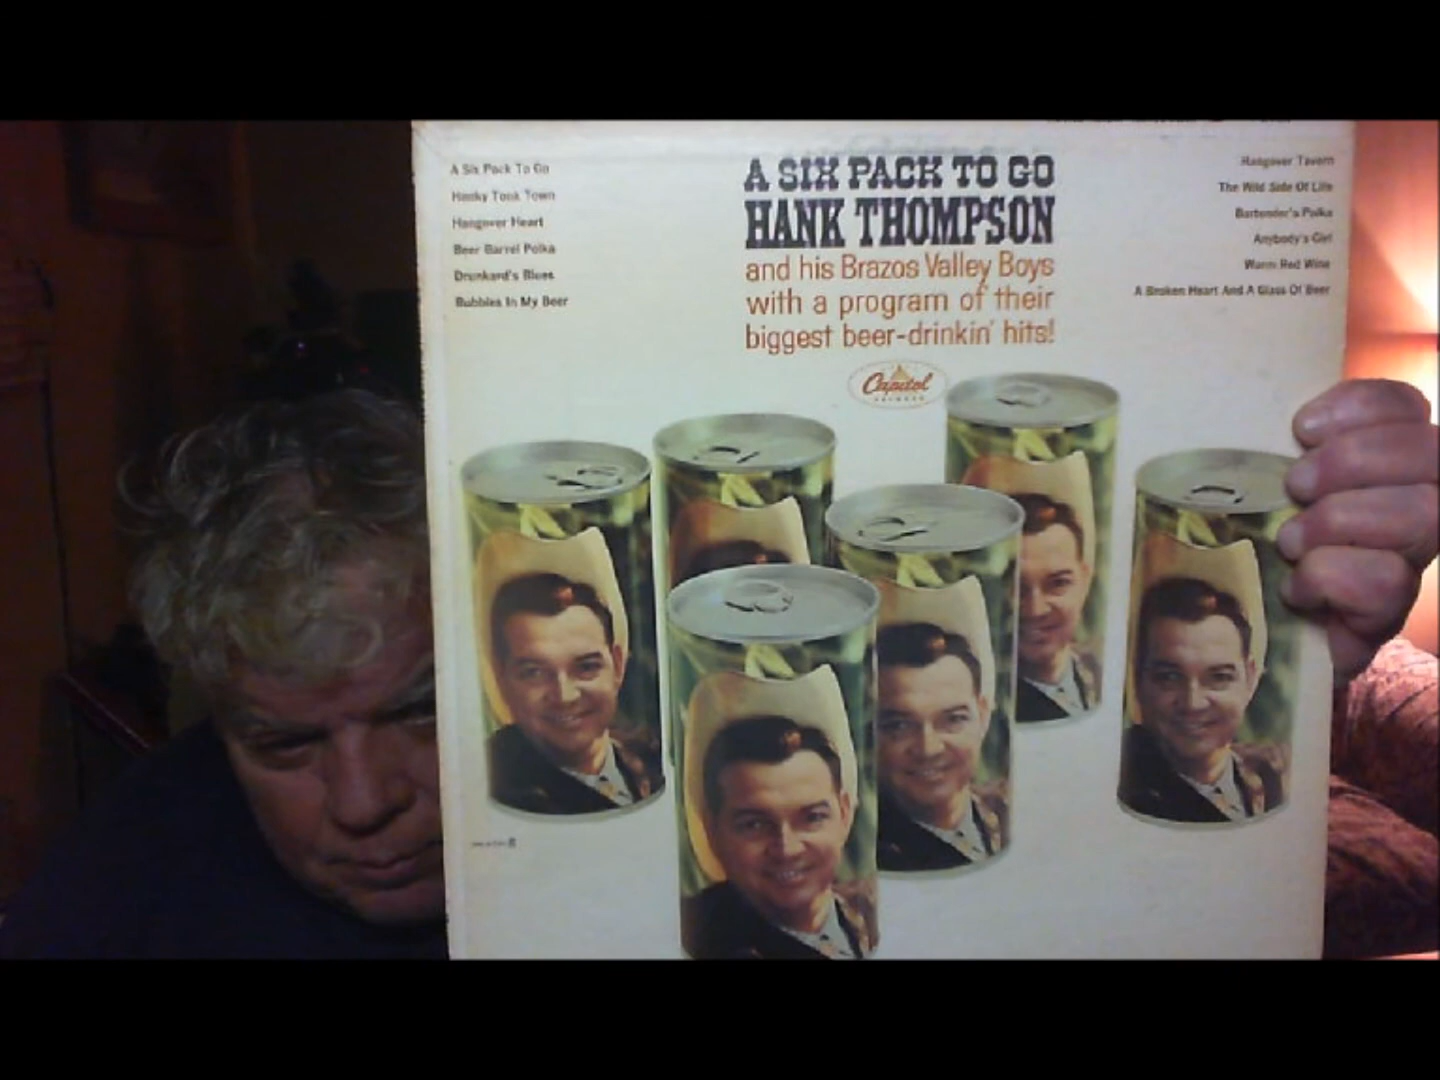 A Six Pack To Go
Honky Tonk Town
Hangover Heart
Beer Barrel Polka
Drunkard's Blues
Bubbles In My Beer
A SIX PACK TO GO
HANK THOMPSON
and his Brazos Valley Boys
with a program of their
biggest beer-drinkin' hits!
Capitol
RECORDS
Hangover Tavern
The Wild Side Of Life
Bartender's Polka
Anybody's Girl
Warm Red Wine
A Broken Heart And A Glass Of Beer